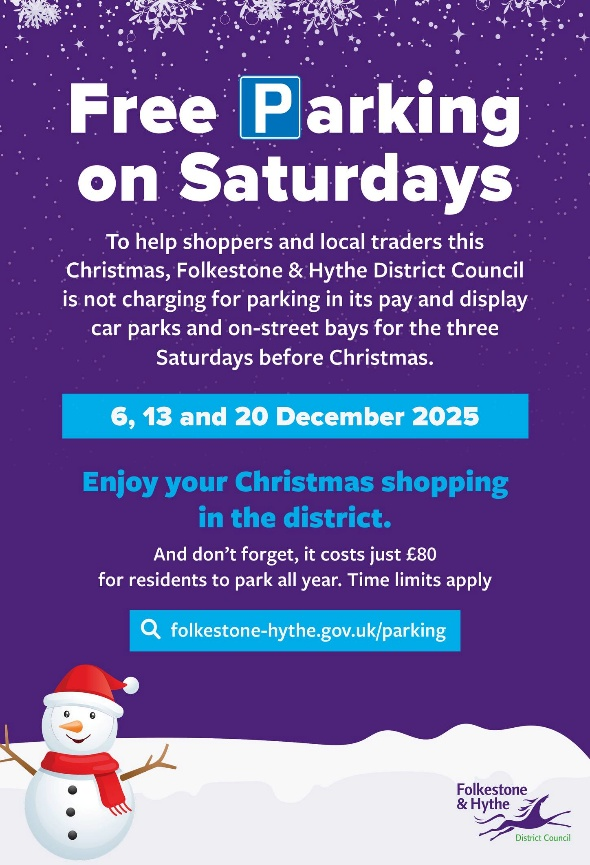 Free Parking
on Saturdays
To help shoppers and local traders this
Christmas, Folkestone & Hythe District Council
is not charging for parking in its pay and display
car parks and on-street bays for the three
Saturdays before Christmas.
6, 13 and 20 December 2025
Enjoy your Christmas shopping
in the district.
And don’t forget, it costs just £80
for residents to park all year. Time limits apply
folkestone-hythe.gov.uk/parking
Folkestone
& Hythe
District Council